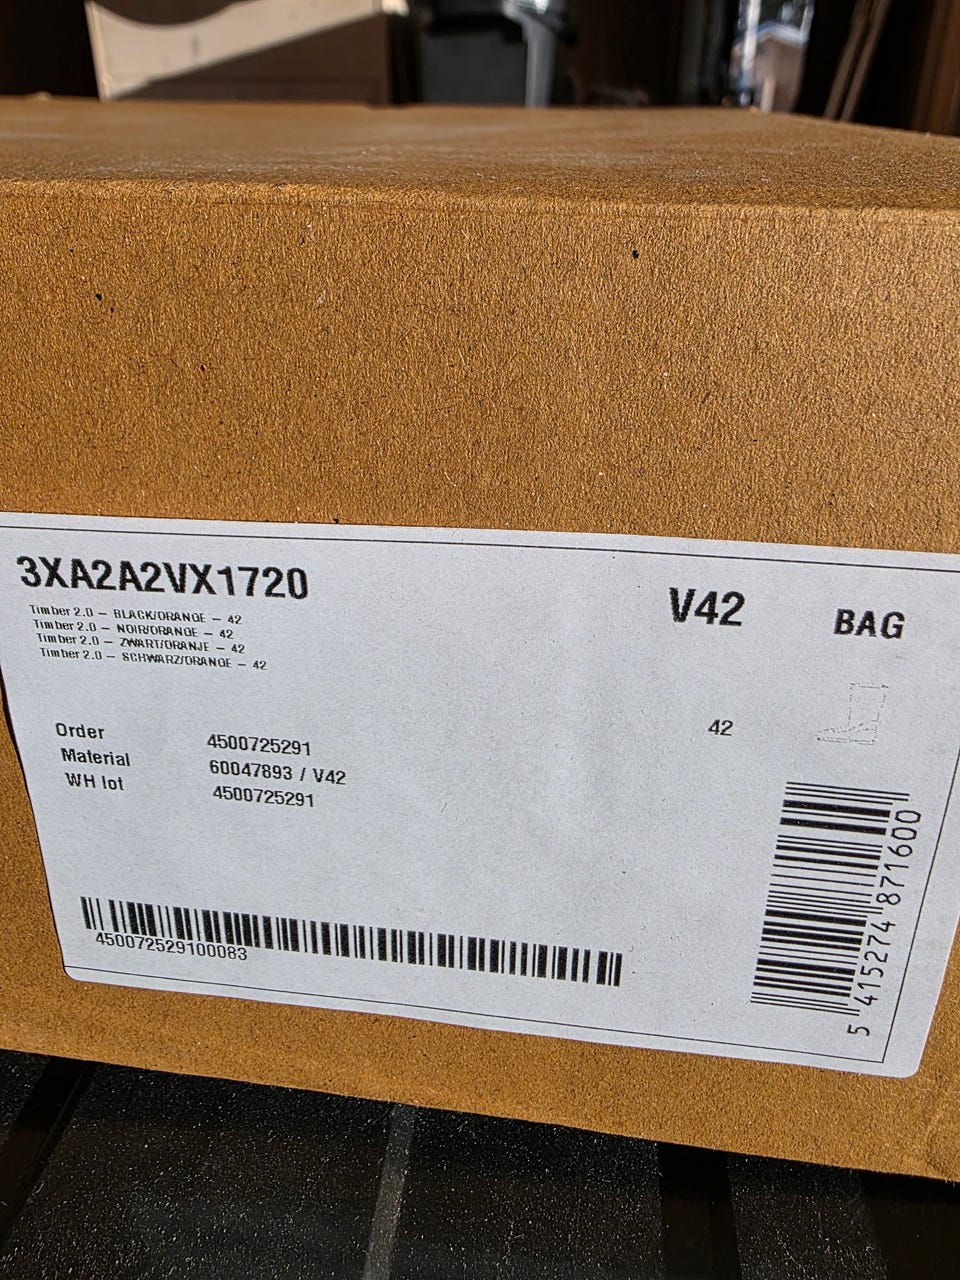 3XA2A2VX1720
Timber 2.0 – BLACK/ORANGE – 42
Timber 2.0 – NOIR/ORANGE – 42
Timber 2.0 – ZWART/ORANJE – 42
Timber 2.0 – SCHWARZ/ORANGE – 42
V42
BAG
42
Order 4500725291
Material 60047893 / V42
WH lot 4500725291
450072529100083
5 415274 871600